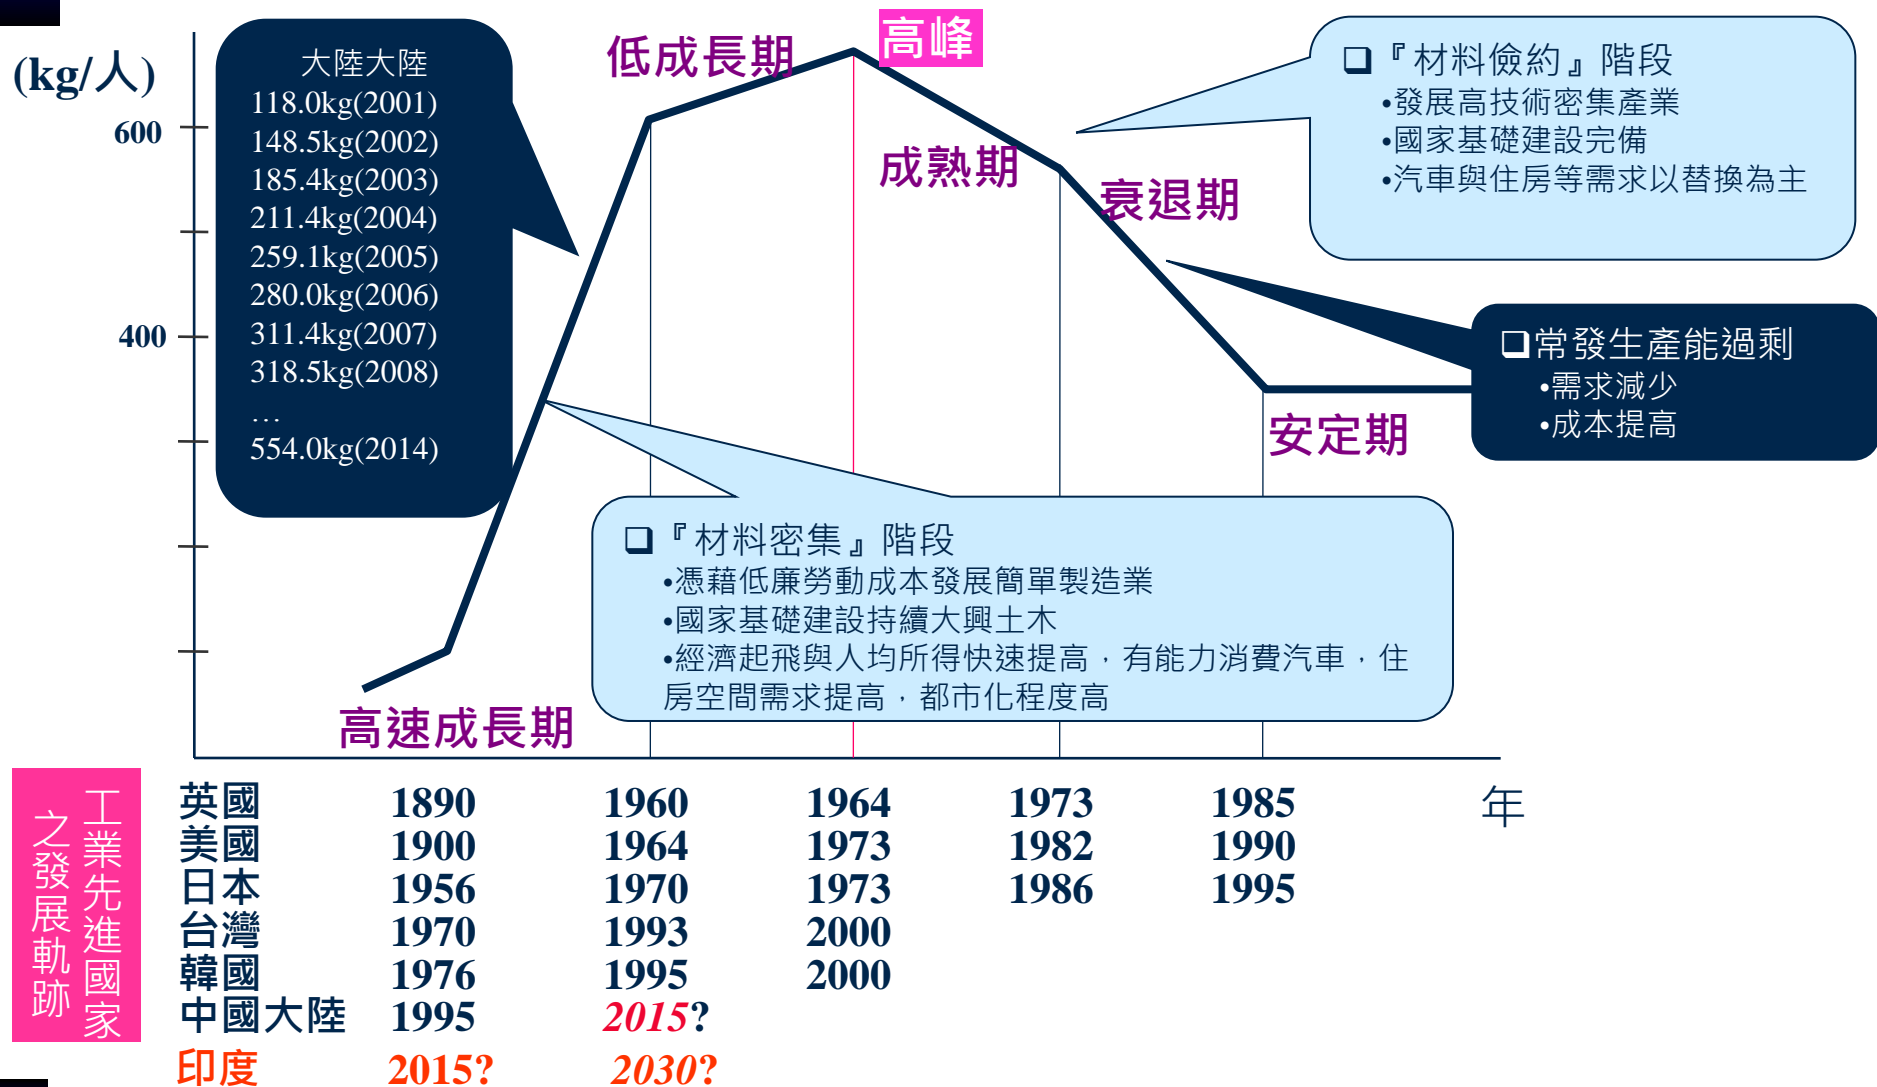 (kg/人)
600
400
大陸大陸
118.0kg(2001)
148.5kg(2002)
185.4kg(2003)
211.4kg(2004)
259.1kg(2005)
280.0kg(2006)
311.4kg(2007)
318.5kg(2008)
…
554.0kg(2014)
低成長期
高峰
成熟期
衰退期
安定期
高速成長期
❑『材料儉約』階段
•發展高技術密集產業
•國家基礎建設完備
•汽車與住房等需求以替換為主
❑常發生產能過剩
•需求減少
•成本提高
❑『材料密集』階段
•憑藉低廉勞動成本發展簡單製造業
•國家基礎建設持續大興土木
•經濟起飛與人均所得快速提高，有能力消費汽車，住
房空間需求提高，都市化程度高
工業先進國家
之發展軌跡
英國 1890 1960 1964 1973 1985 年
美國 1900 1964 1973 1982 1990
日本 1956 1970 1973 1986 1995
台灣 1970 1993 2000
韓國 1976 1995 2000
中國大陸 1995 2015?
印度 2015? 2030?